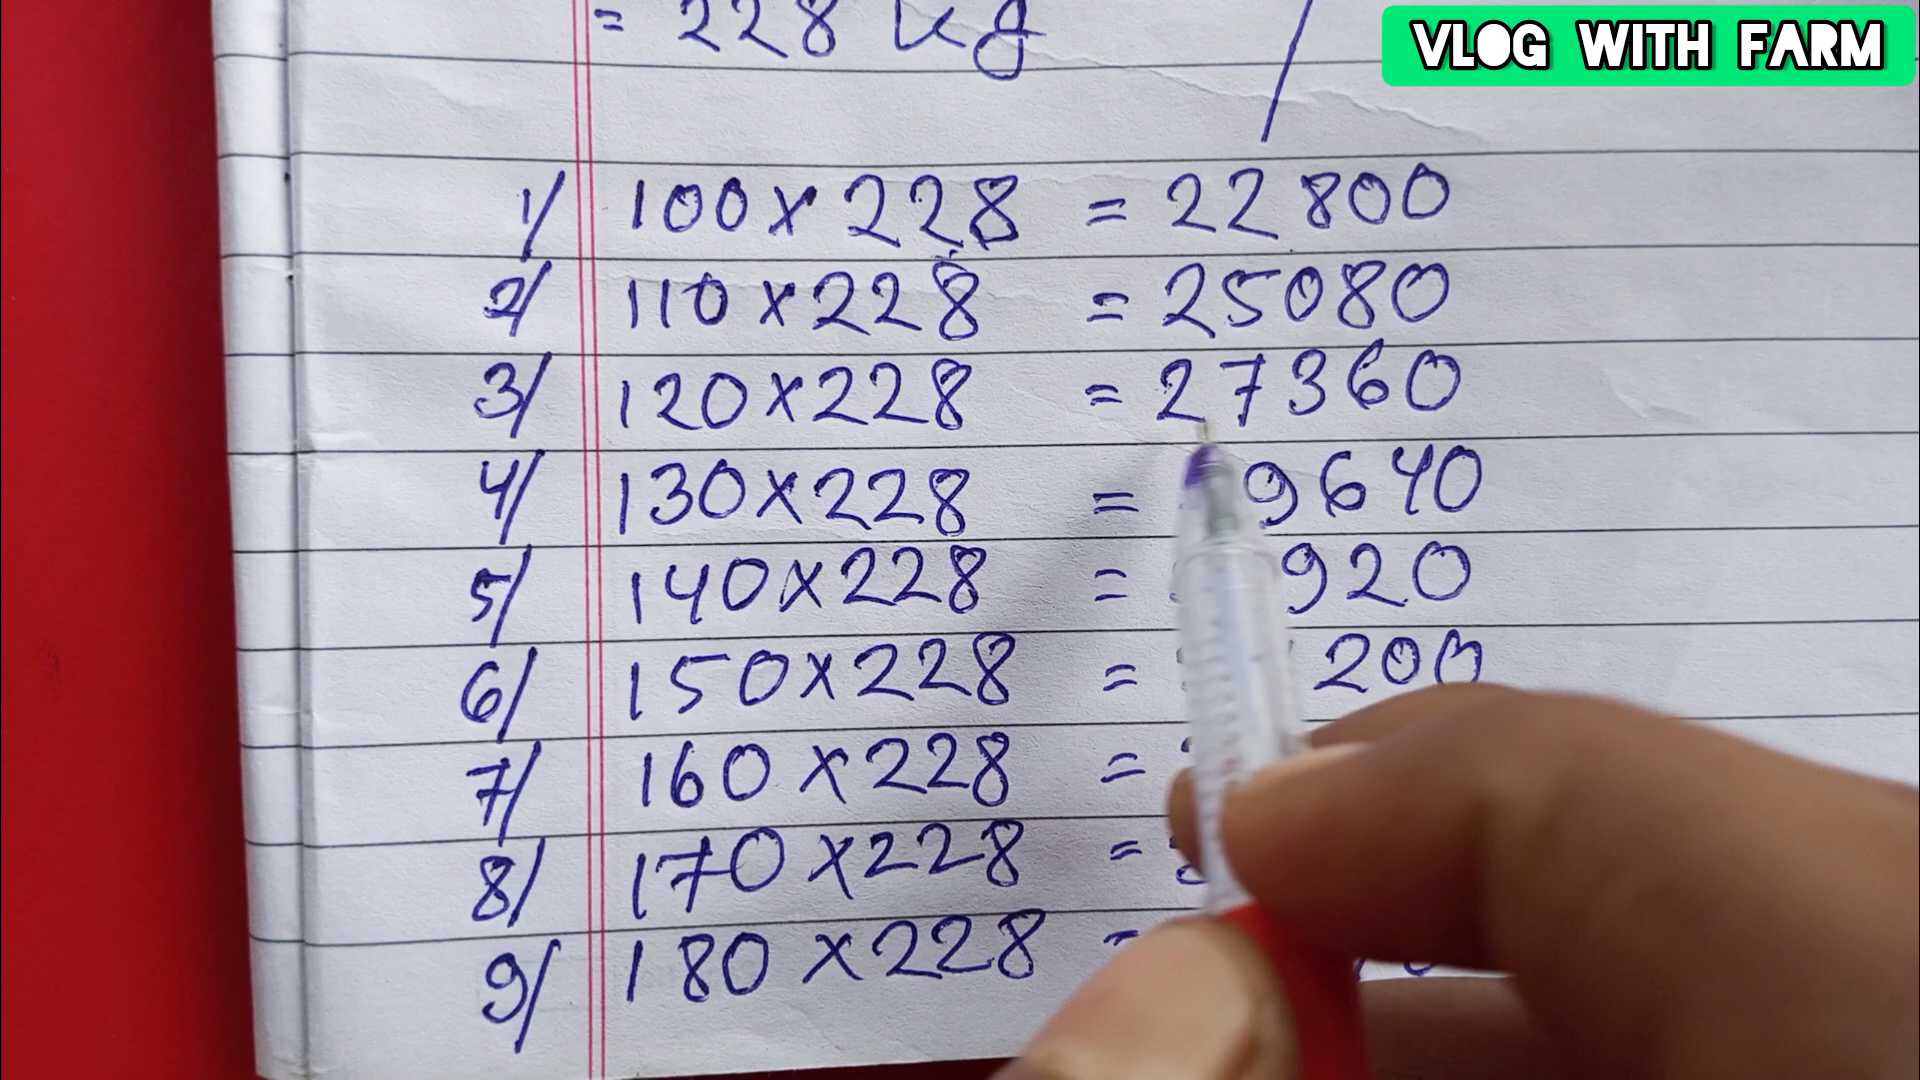 = 228 kg
VLOG WITH FARM
1/ 100 x 228 = 22800
2/ 110 x 228 = 25080
3/ 120 x 228 = 27360
4/ 130 x 228 = 9640
5/ 140 x 228 = 920
6/ 150 x 228 = 200
7/ 160 x 228 =
8/ 170 x 228 =
9/ 180 x 228 =